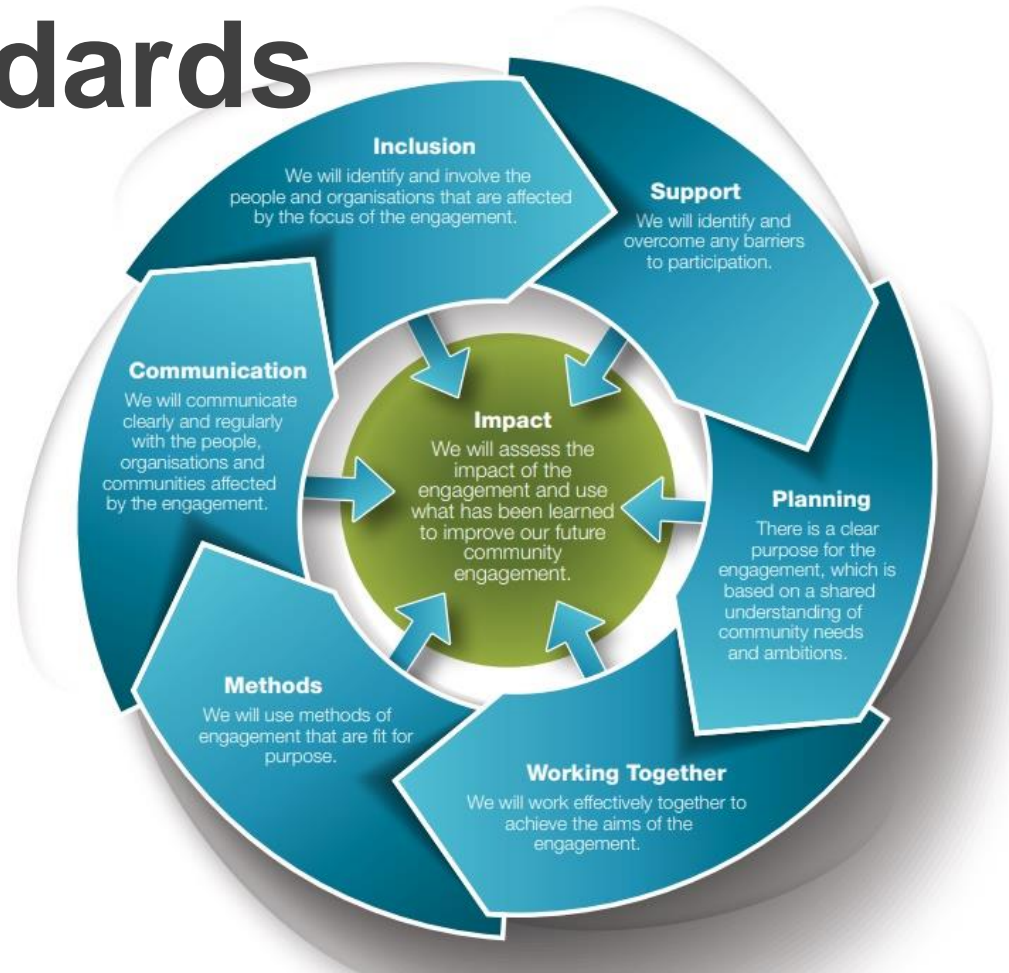 dards
Inclusion
We will identify and involve the
people and organisations that are affected
by the focus of the engagement.
Support
We will identify and
overcome any barriers
to participation.
Planning
There is a clear
purpose for the
engagement, which is
based on a shared
understanding of
community needs
and ambitions.
Working Together
We will work effectively together to
achieve the aims of the
engagement.
Methods
We will use methods of
engagement that are fit for
purpose.
Communication
We will communicate
clearly and regularly
with the people,
organisations and
communities affected
by the engagement.
Impact
We will assess the
impact of the
engagement and use
what has been learned
to improve our future
community
engagement.